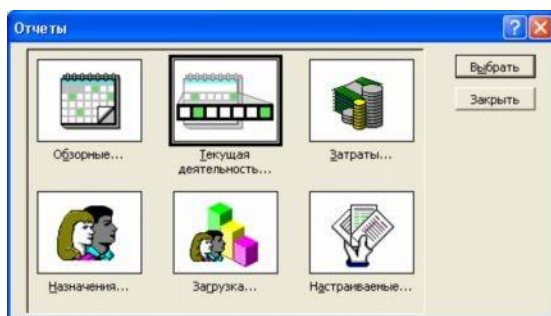 Отчеты
Выбрать
Закрыть
Обзорные...
Текущая
деятельность...
Затраты...
Назначения...
Загрузка...
Настраиваемые...